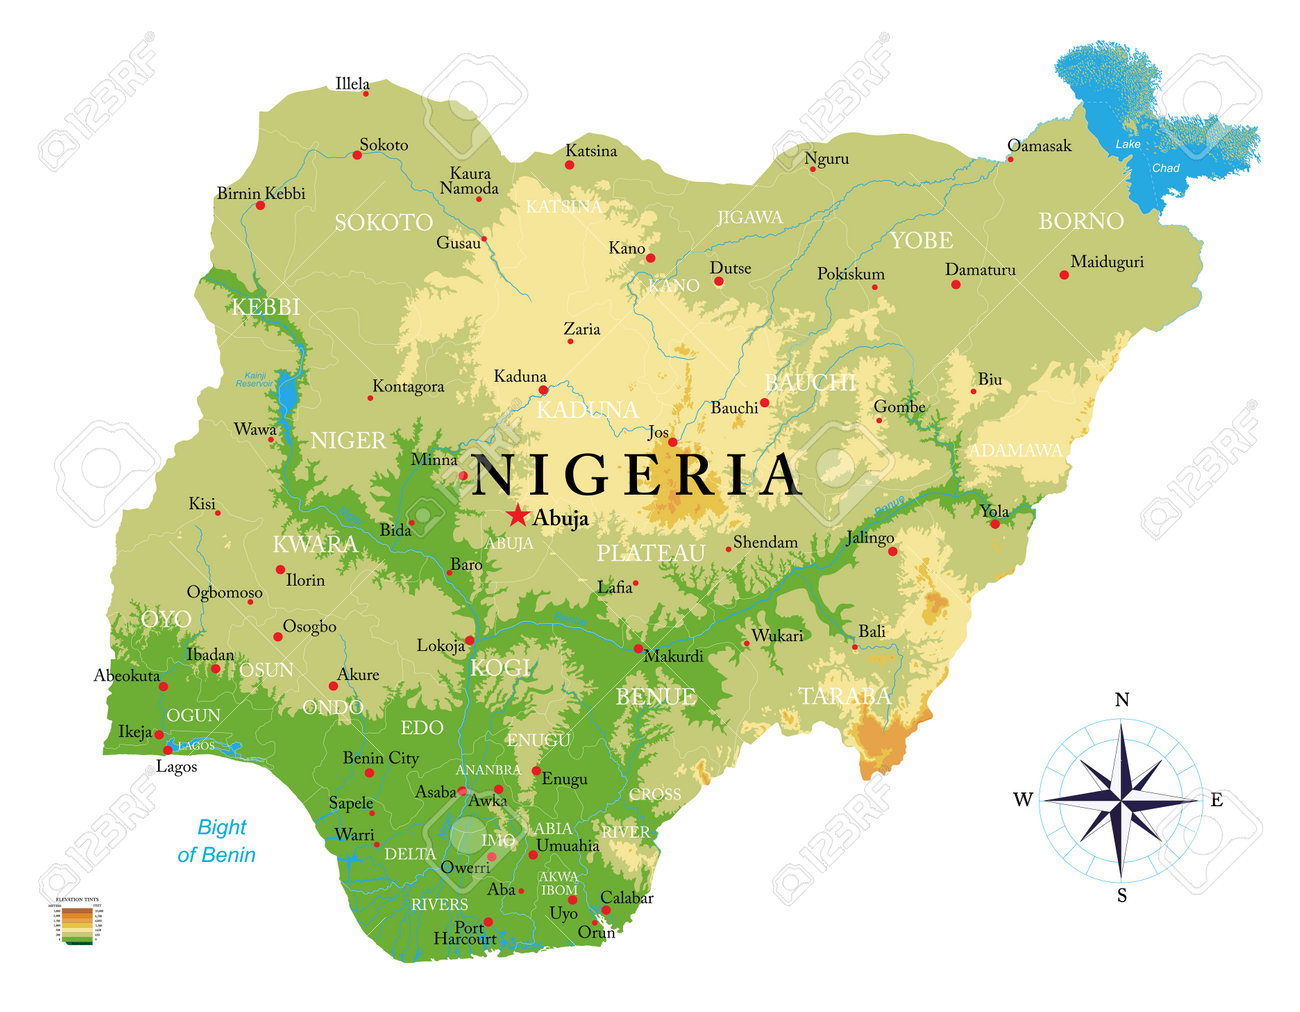 Illela
Sokoto
Katsina
Kaura
Namoda
Nguru
Oamasak
Lake
Chad
Birnin Kebbi
KATSINA
SOKOTO
JIGAWA
BORNO
YOBE
Gusau
Kano
Dutse
KANO
Pokiskum
Damaturu
Maiduguri
KEBBI
Zaria
Kainji
Reservoir
Kontagora
Kaduna
KADUNA
BAUCHI
Bauchi
Biu
Gombe
Wawa
NIGER
Jos
ADAMAWA
Minna
NIGERIA
Kisi
Bida
Niger
Abuja
ABUJA
Benue
Yola
KWARA
PLATEAU
Shendam
Jalingo
Baro
Ilorin
Lafia
Ogbomoso
OYO
Osogbo
Benue
Lokoja
Makurdi
Wukari
Bali
Ibadan
OSUN
KOGI
Abeokuta
Akure
BENUE
TARABA
ONDO
OGUN
EDO
Ikeja
LAGOS
Lagos
ENUGU
Benin City
ANANBRA
Enugu
Asaba
Awka
CROSS
RIVER
Sapele
Warri
DELTA
IMO
ABIA
Umuahia
Owerri
AKWA
IBOM
Aba
RIVERS
Uyo
Calabar
Port
Harcourt
Orun
Bight
of Benin
N
W
E
S
ELEVATION TINTS
METERS
FEET
123RF